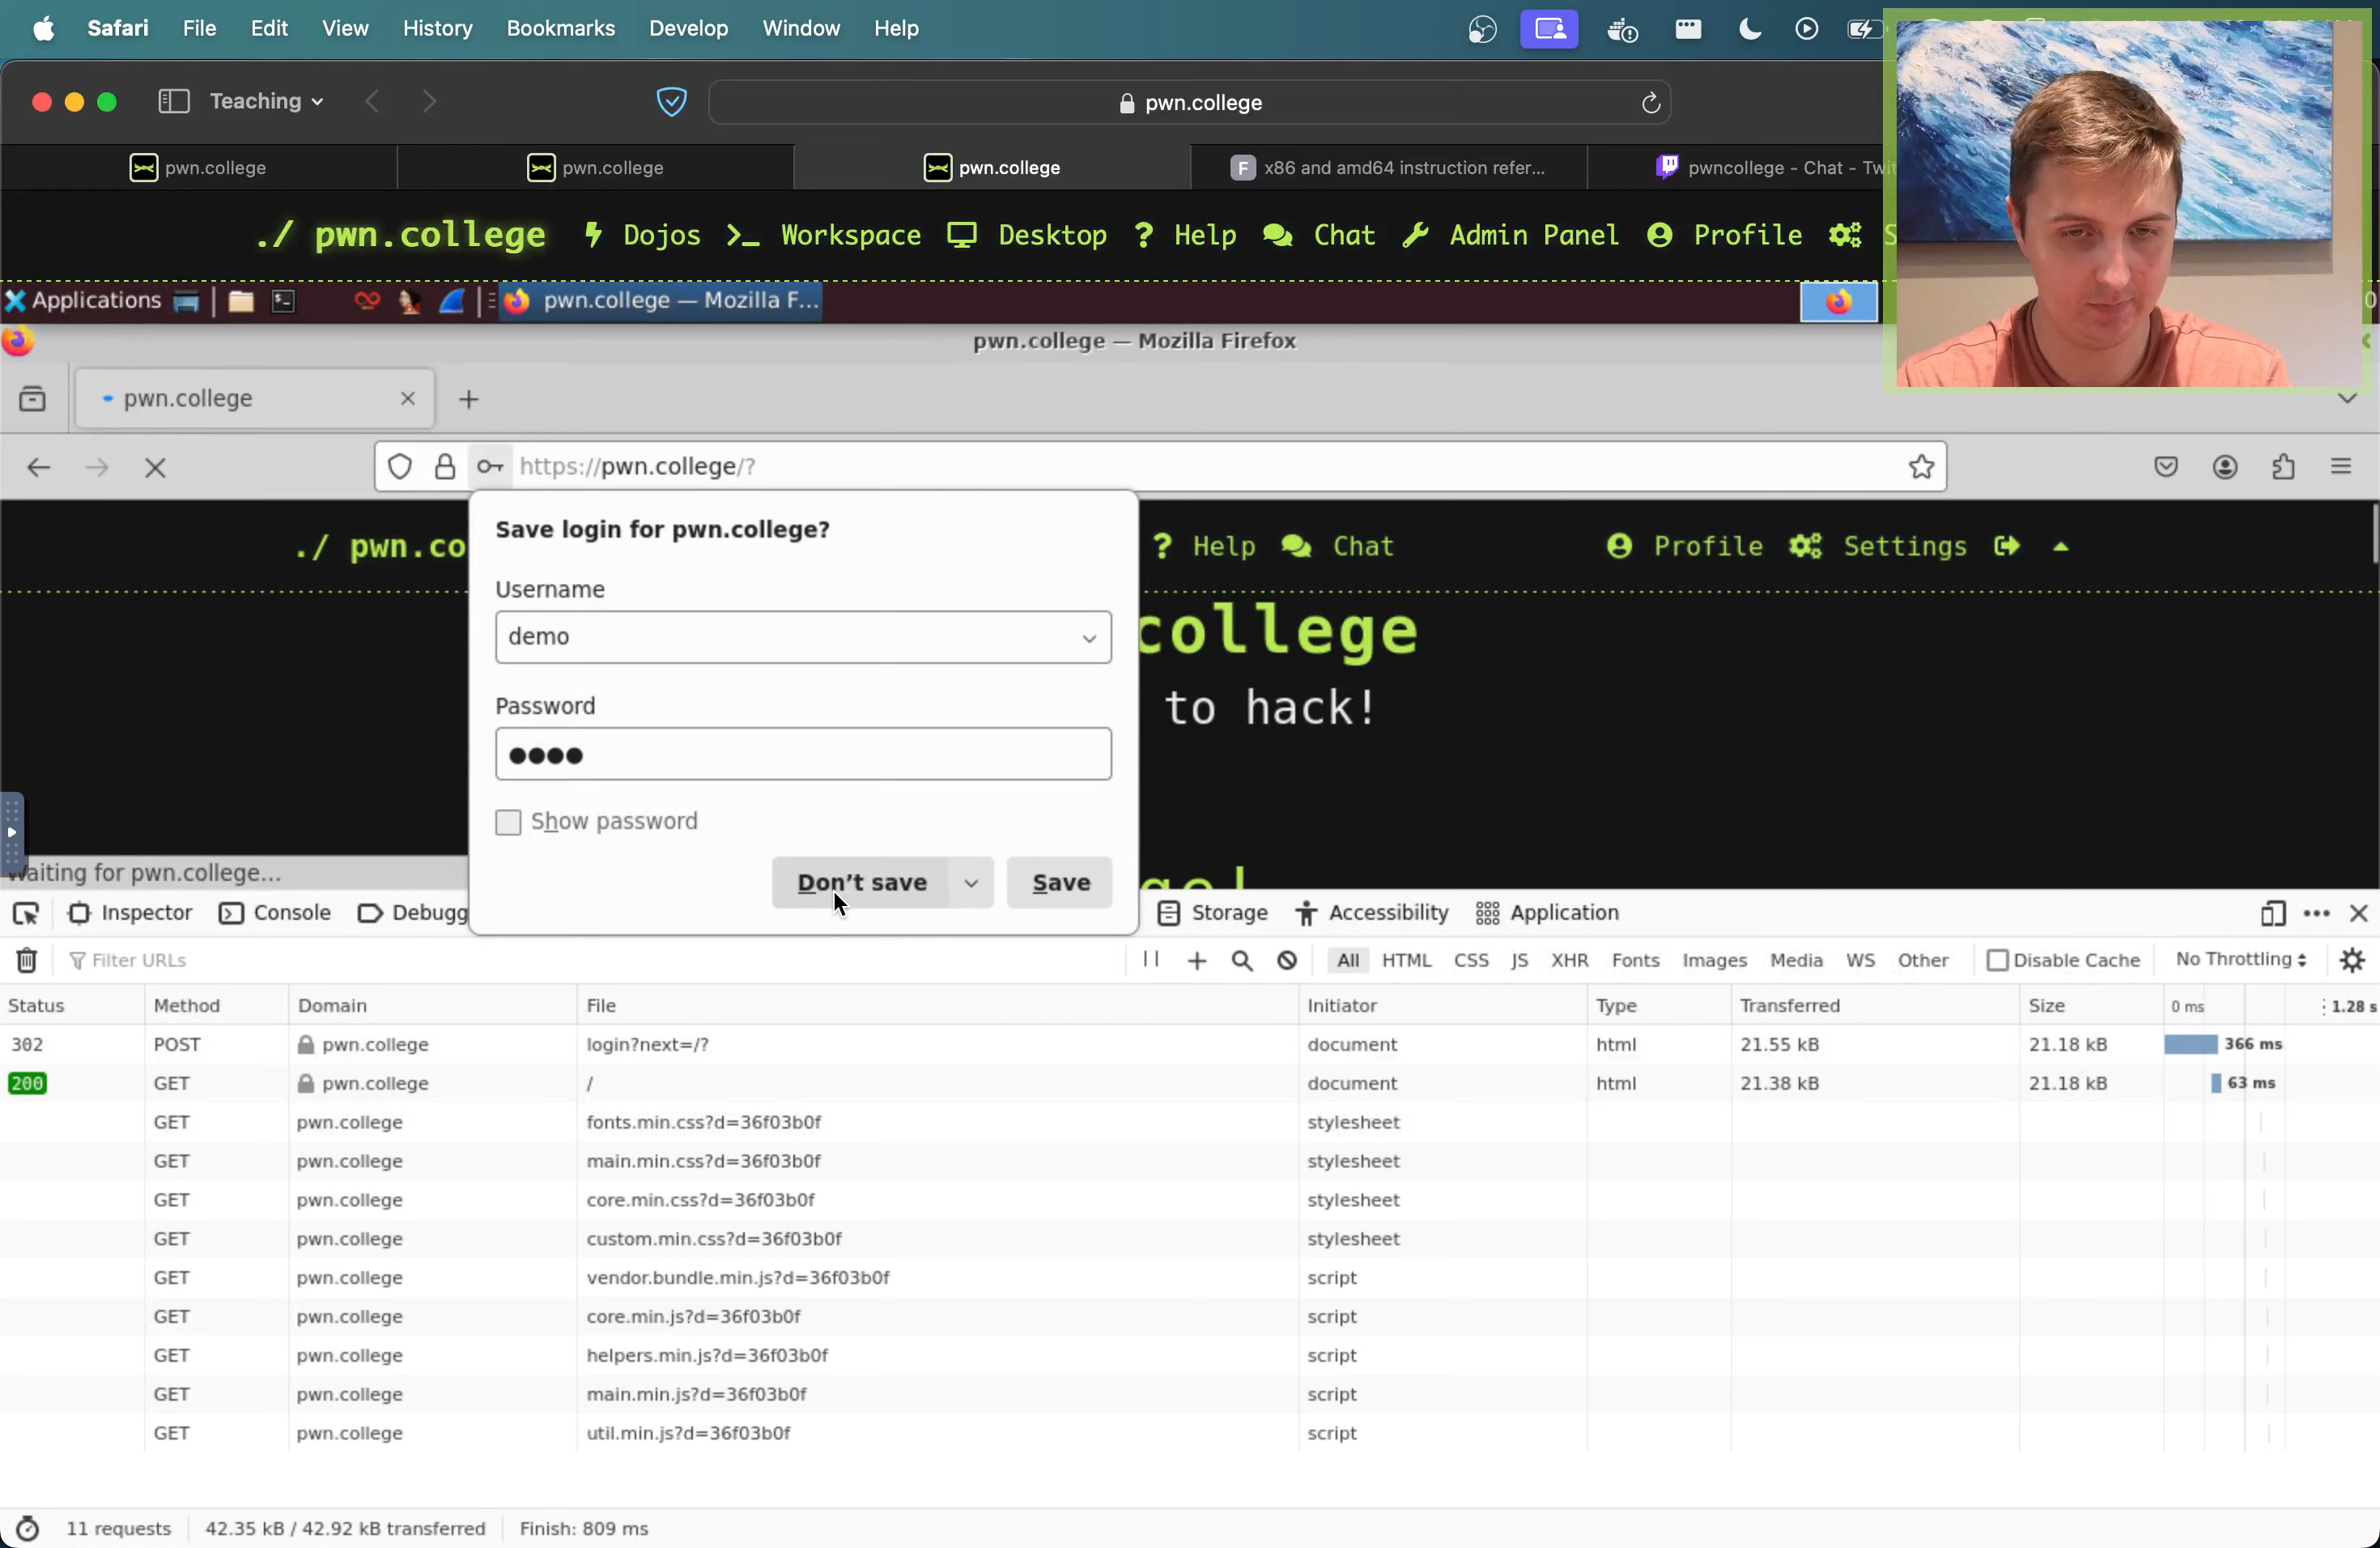 Safari File Edit View History Bookmarks Develop Window Help
Teaching
pwn.college
pwn.college
pwn.college
pwn.college
x86 and amd64 instruction refer...
pwncollege - Chat - Twi
./ pwn.college Dojos Workspace Desktop ? Help Chat Admin Panel Profile S
Applications pwn.college — Mozilla F...
pwn.college — Mozilla Firefox
pwn.college
https://pwn.college/?
Save login for pwn.college?
Username
demo
Password
Show password
Don't save
Save
./ pwn.co
? Help Chat Profile Settings
college
to hack!
Waiting for pwn.college...
Inspector Console Debugg Storage Accessibility Application
Filter URLs All HTML CSS JS XHR Fonts Images Media WS Other Disable Cache No Throttling
Status Method Domain File Initiator Type Transferred Size 0 ms 1.28 s
302 POST pwn.college login?next=/? document html 21.55 kB 21.18 kB 366 ms
200 GET pwn.college / document html 21.38 kB 21.18 kB 63 ms
GET pwn.college fonts.min.css?d=36f03b0f stylesheet
GET pwn.college main.min.css?d=36f03b0f stylesheet
GET pwn.college core.min.css?d=36f03b0f stylesheet
GET pwn.college custom.min.css?d=36f03b0f stylesheet
GET pwn.college vendor.bundle.min.js?d=36f03b0f script
GET pwn.college core.min.js?d=36f03b0f script
GET pwn.college helpers.min.js?d=36f03b0f script
GET pwn.college main.min.js?d=36f03b0f script
GET pwn.college util.min.js?d=36f03b0f script
11 requests 42.35 kB / 42.92 kB transferred Finish: 809 ms